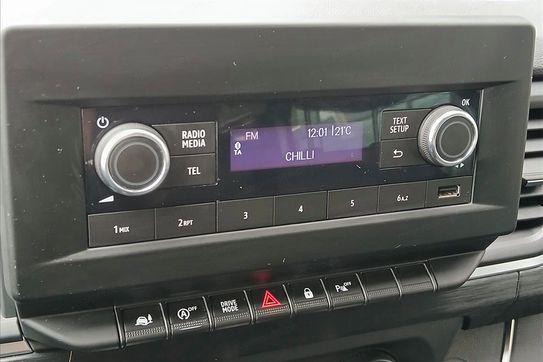 RADIO
MEDIA
TEL
FM 12:01 21°C
TA
CHILLI
TEXT
SETUP
OK
1 MIX 2 RPT 3 4 5 6 A.Z
A
DRIVE
MODE
P OFF